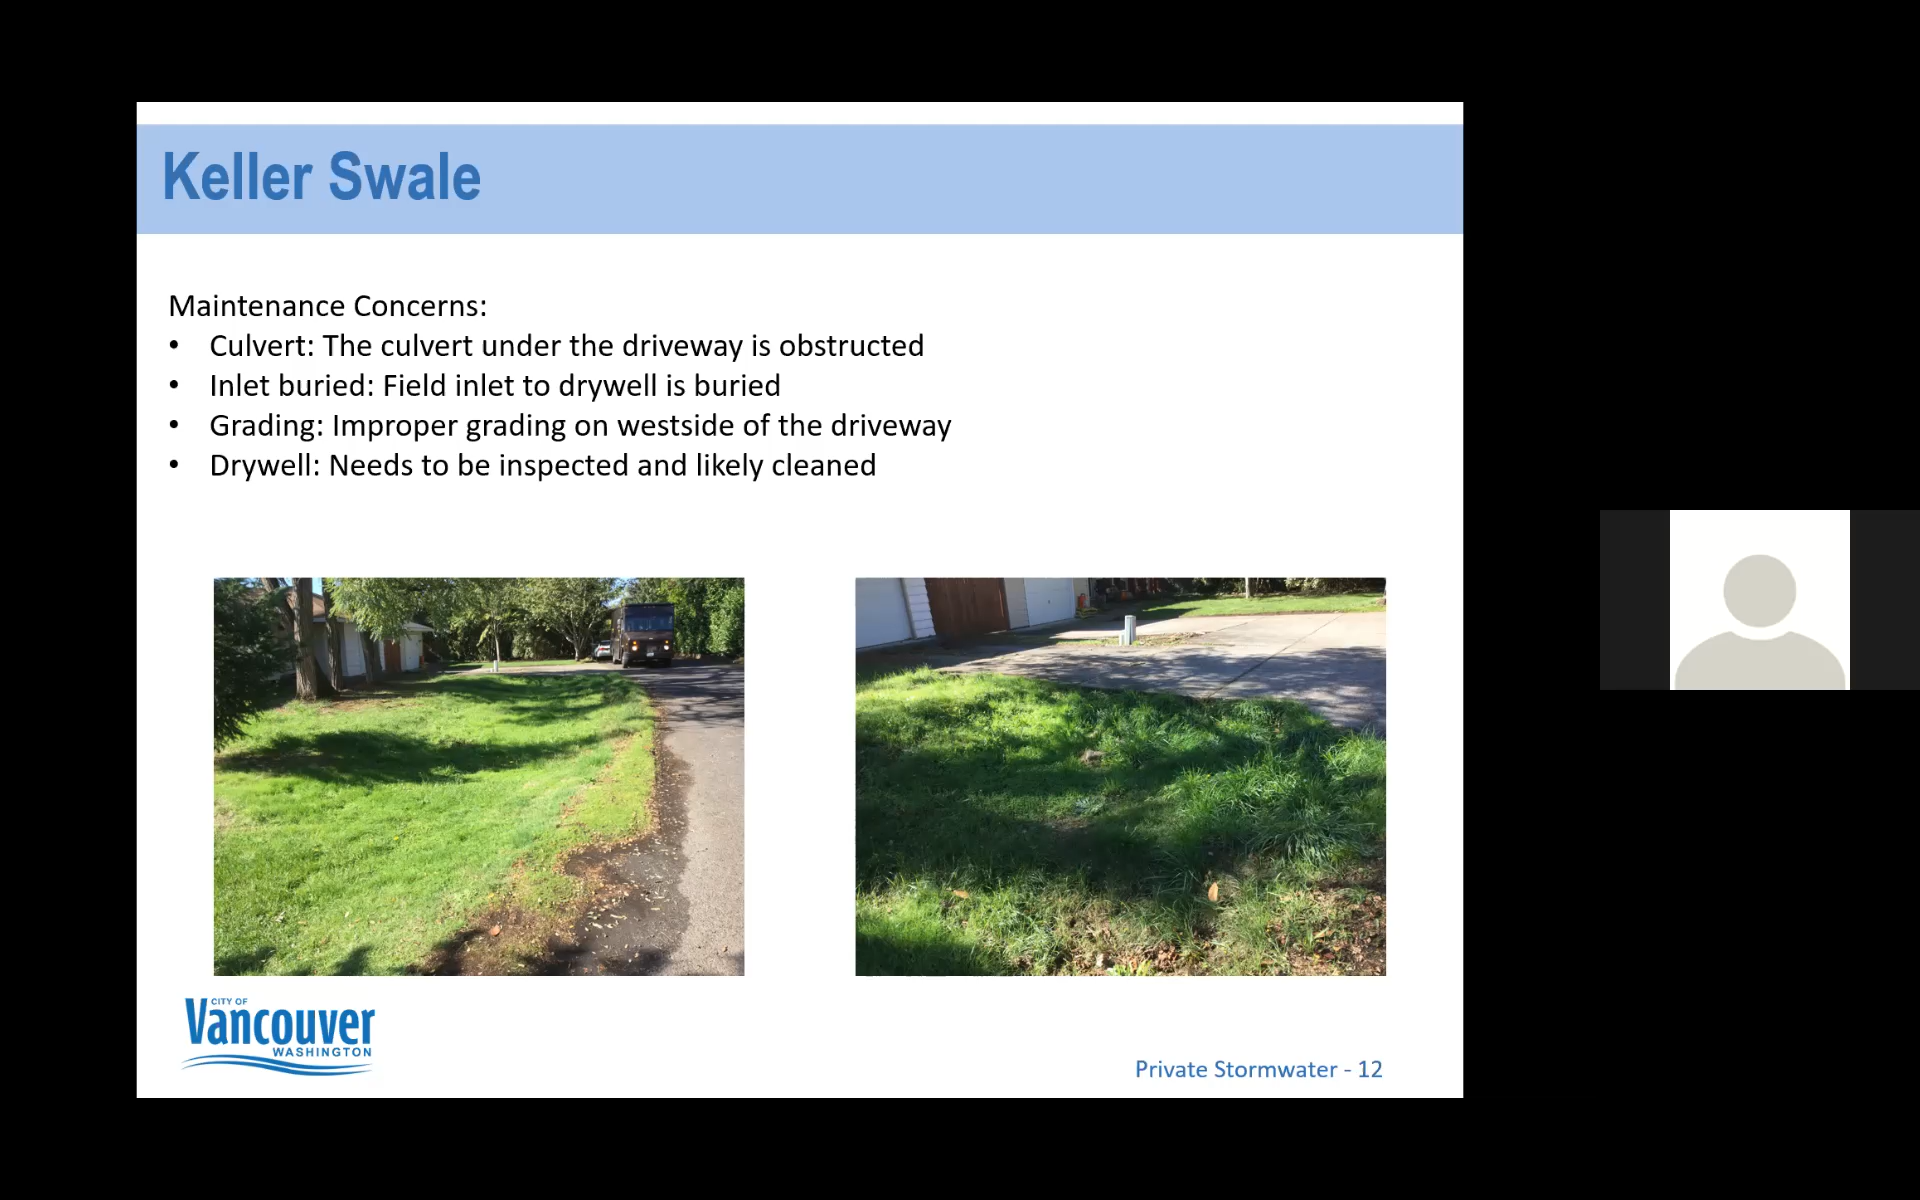 Keller Swale
Maintenance Concerns:
• Culvert: The culvert under the driveway is obstructed
• Inlet buried: Field inlet to drywell is buried
• Grading: Improper grading on westside of the driveway
• Drywell: Needs to be inspected and likely cleaned
CITY OF
Vancouver
WASHINGTON
Private Stormwater - 12